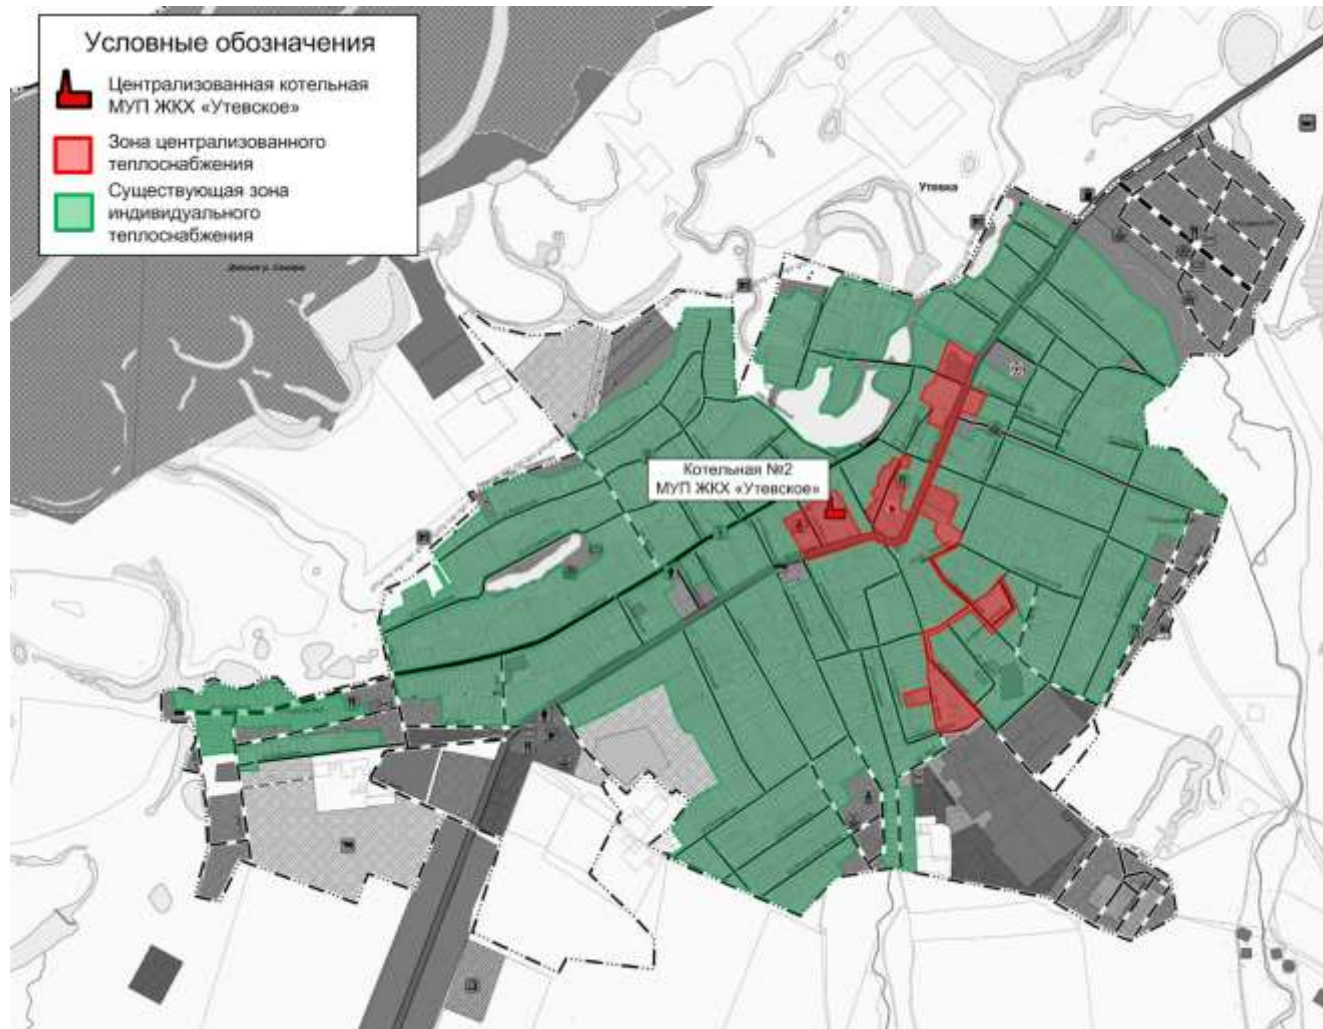 Условные обозначения
Централизованная котельная
МУП ЖКХ «Утевское»
Зона централизованного
теплоснабжения
Существующая зона
индивидуального
теплоснабжения
Утевка
Котельная №2
МУП ЖКХ «Утевское»